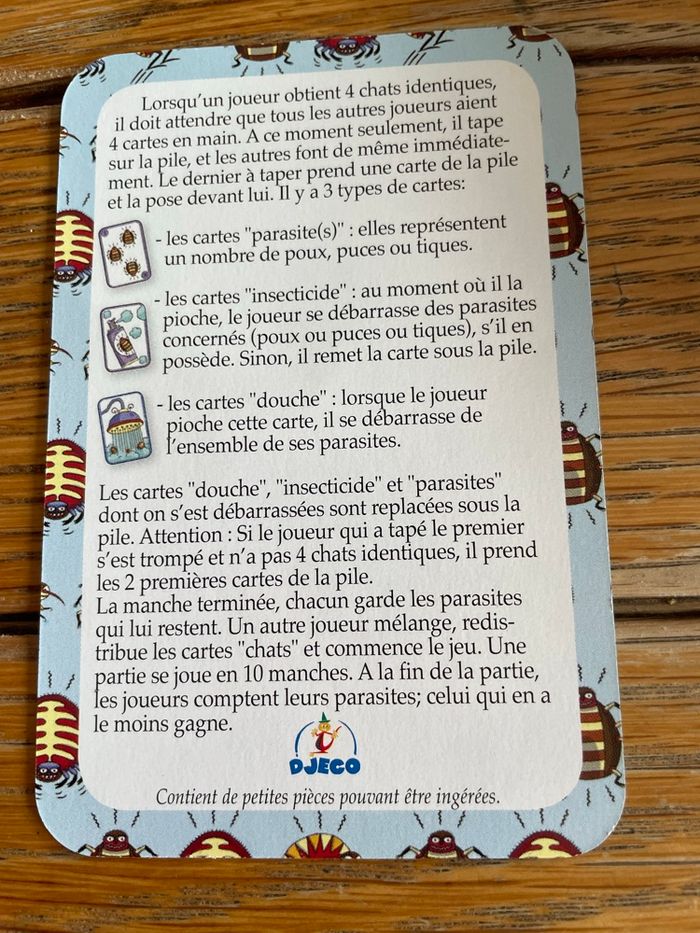 Lorsqu'un joueur obtient 4 chats identiques,
il doit attendre que tous les autres joueurs aient
4 cartes en main. A ce moment seulement, il tape
sur la pile, et les autres font de même immédiate-
ment. Le dernier à taper prend une carte de la pile
et la pose devant lui. Il y a 3 types de cartes:
- les cartes "parasite(s)" : elles représentent
un nombre de poux, puces ou tiques.
- les cartes "insecticide" : au moment où il la
pioche, le joueur se débarrasse des parasites
concernés (poux ou puces ou tiques), s'il en
possède. Sinon, il remet la carte sous la pile.
- les cartes "douche" : lorsque le joueur
pioche cette carte, il se débarrasse de
l'ensemble de ses parasites.
Les cartes "douche", "insecticide" et "parasites"
dont on s'est débarrassées sont replacées sous la
pile. Attention : Si le joueur qui a tapé le premier
s'est trompé et n'a pas 4 chats identiques, il prend
les 2 premières cartes de la pile.
La manche terminée, chacun garde les parasites
qui lui restent. Un autre joueur mélange, redis-
tribue les cartes "chats" et commence le jeu. Une
partie se joue en 10 manches. A la fin de la partie,
les joueurs comptent leurs parasites; celui qui en a
le moins gagne.
DJECO
Contient de petites pièces pouvant être ingérées.